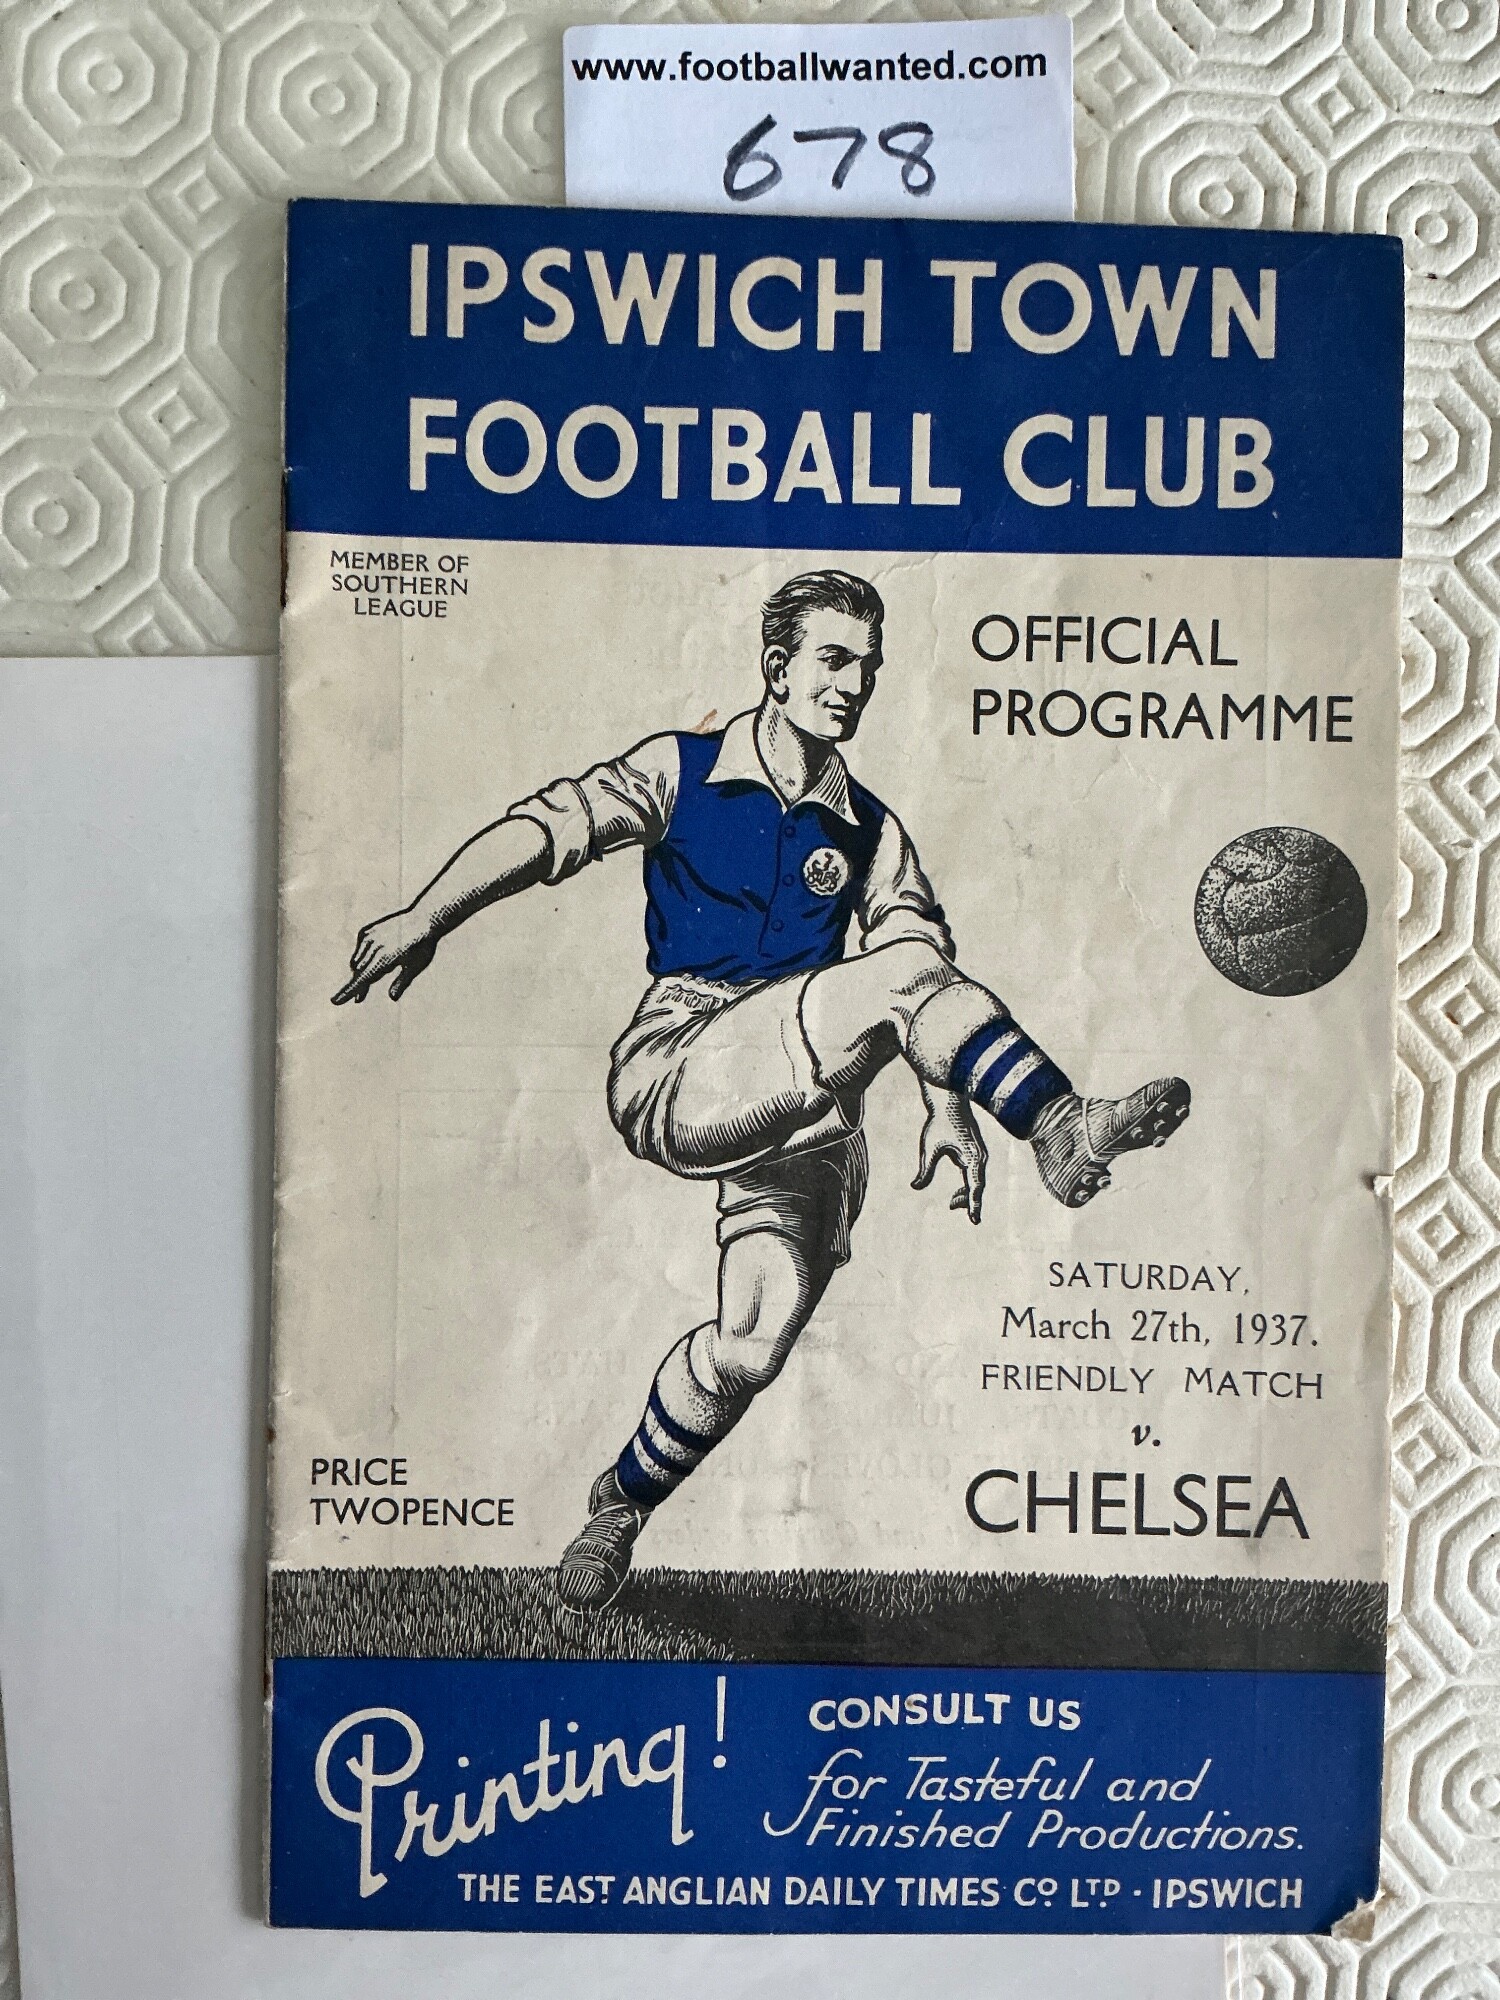 www.footballwanted.com
678
IPSWICH TOWN
FOOTBALL CLUB
MEMBER OF
SOUTHERN
LEAGUE
OFFICIAL
PROGRAMME
SATURDAY,
March 27th, 1937.
FRIENDLY MATCH
v.
CHELSEA
PRICE
TWOPENCE
Printing!
CONSULT US
for Tasteful and
Finished Productions.
THE EAST ANGLIAN DAILY TIMES CO LTD · IPSWICH